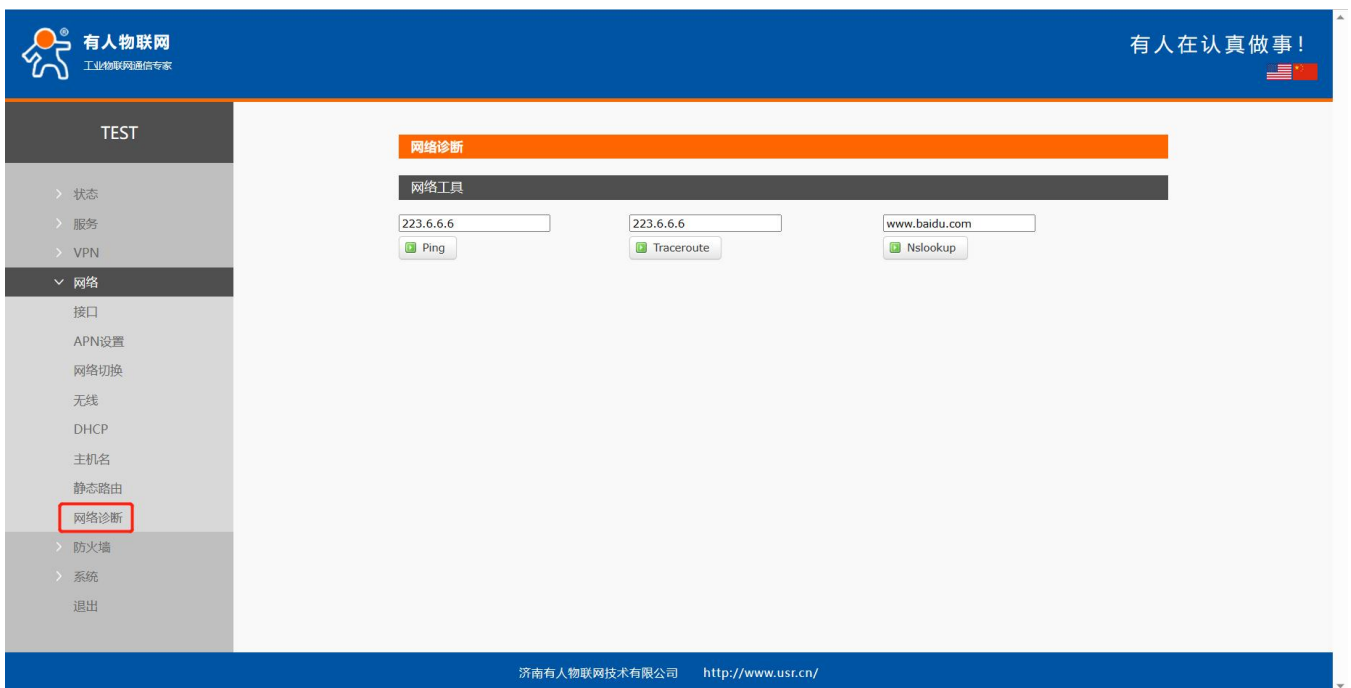 有人物联网
工业物联网通信专家
有人在认真做事!
TEST
状态
服务
VPN
网络
接口
APN设置
网络切换
无线
DHCP
主机名
静态路由
网络诊断
防火墙
系统
退出
网络诊断
网络工具
223.6.6.6 223.6.6.6 www.baidu.com
Ping Traceroute Nslookup
济南有人物联网技术有限公司 http://www.usr.cn/